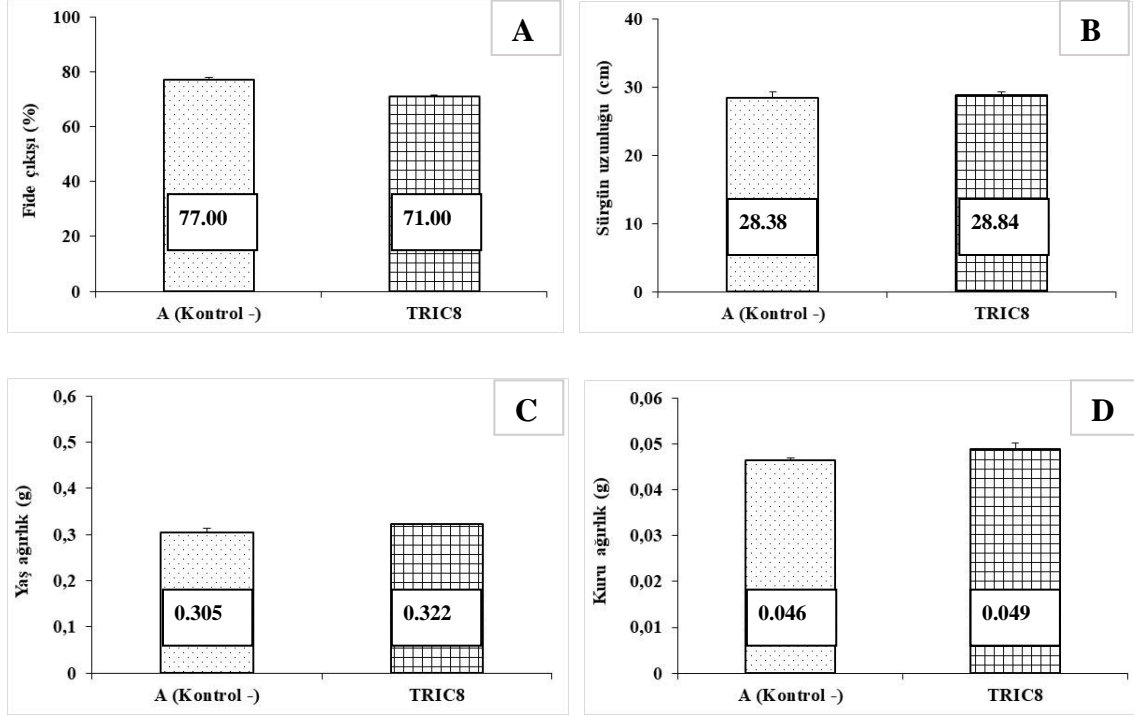 A
Fide çıkışı (%)
100
80
60
40
20
0
77.00
71.00
A (Kontrol -)
TRIC8
B
Sürgün uzunluğu (cm)
40
30
20
10
0
28.38
28.84
A (Kontrol -)
TRIC8
C
Yaş ağırlık (g)
0,6
0,5
0,4
0,3
0,2
0,1
0
0.305
0.322
A (Kontrol -)
TRIC8
D
Kuru ağırlık (g)
0,06
0,05
0,04
0,03
0,02
0,01
0
0.046
0.049
A (Kontrol -)
TRIC8